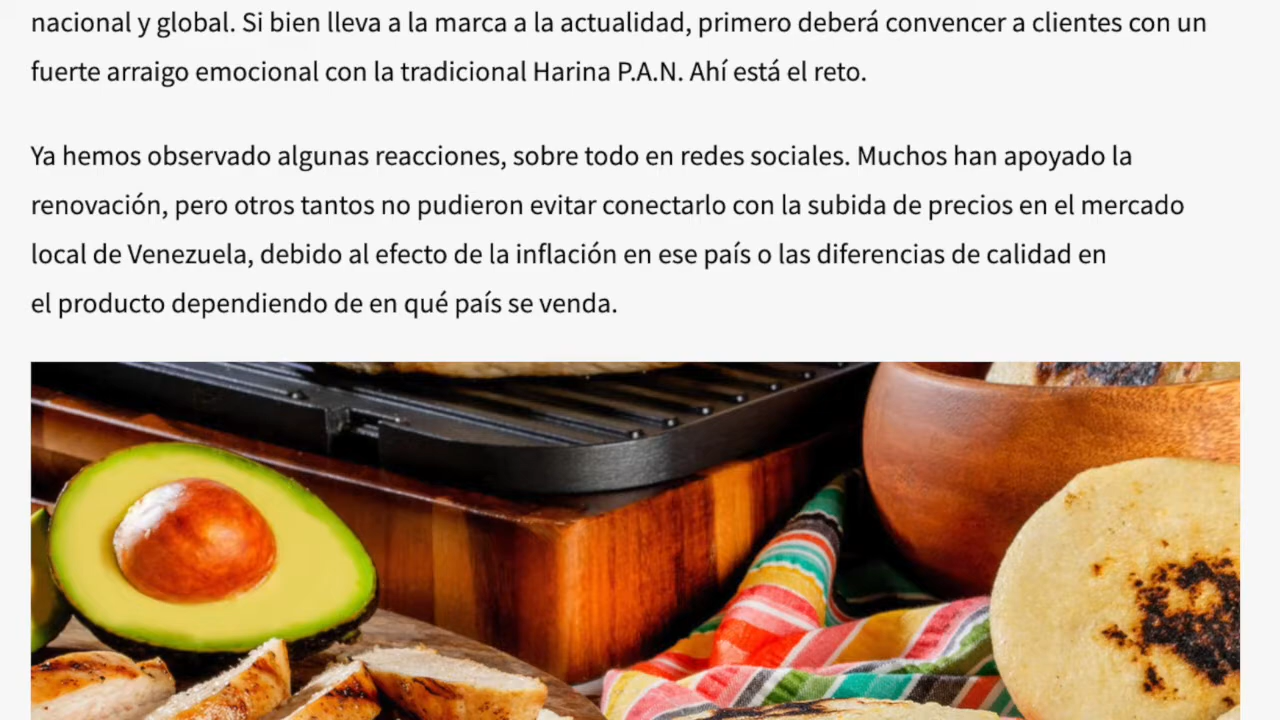 nacional y global. Si bien lleva a la marca a la actualidad, primero deberá convencer a clientes con un
fuerte arraigo emocional con la tradicional Harina P.A.N. Ahí está el reto.
Ya hemos observado algunas reacciones, sobre todo en redes sociales. Muchos han apoyado la
renovación, pero otros tantos no pudieron evitar conectarlo con la subida de precios en el mercado
local de Venezuela, debido al efecto de la inflación en ese país o las diferencias de calidad en
el producto dependiendo de en qué país se venda.